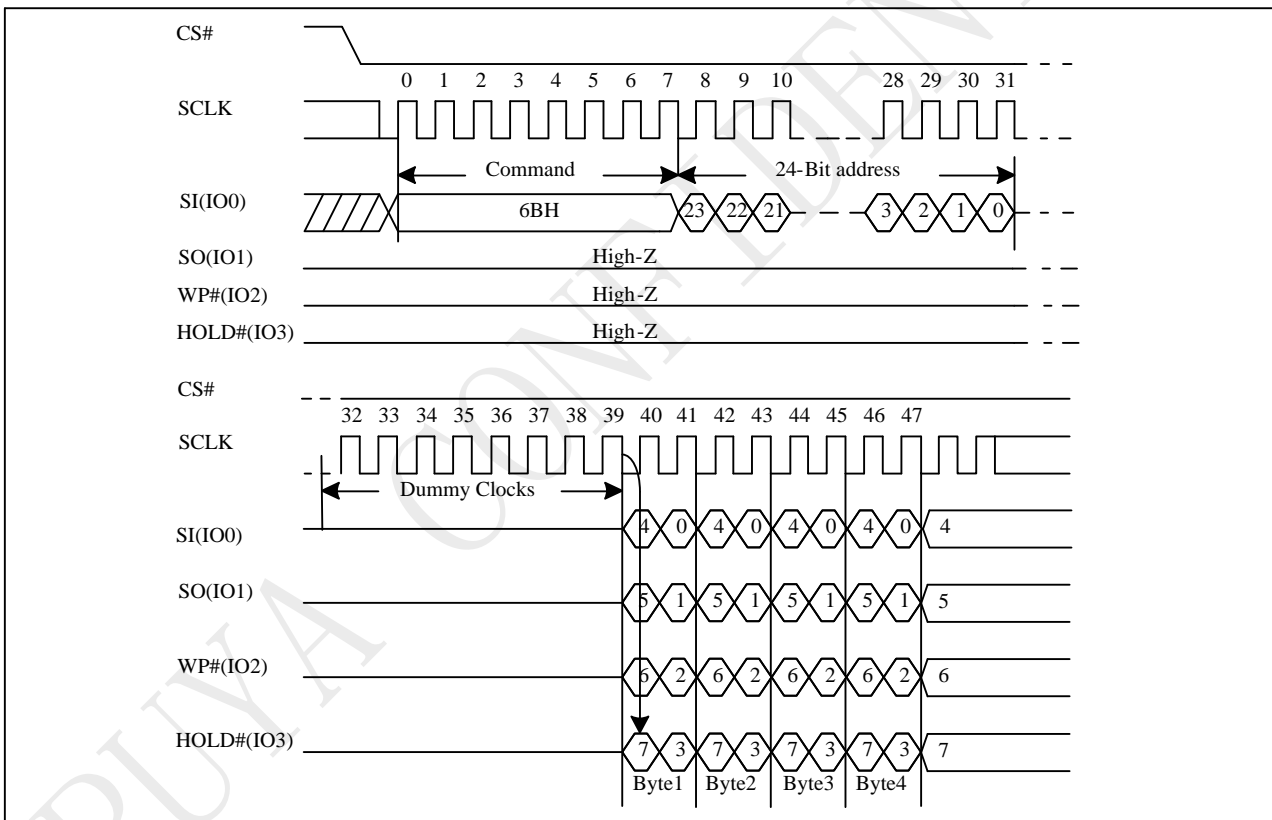 CS#
0 1 2 3 4 5 6 7 8 9 10 28 29 30 31
SCLK
Command 24-Bit address
SI(IO0) 6BH 23 22 21 3 2 1 0
SO(IO1) High-Z
WP#(IO2) High-Z
HOLD#(IO3) High-Z
CS#
32 33 34 35 36 37 38 39 40 41 42 43 44 45 46 47
SCLK
Dummy Clocks
SI(IO0) 4 0 4 0 4 0 4 0 4
SO(IO1) 5 1 5 1 5 1 5 1 5
WP#(IO2) 6 2 6 2 6 2 6 2 6
HOLD#(IO3) 7 3 7 3 7 3 7 3 7
Byte1 Byte2 Byte3 Byte4
PUYA CONFIDEN